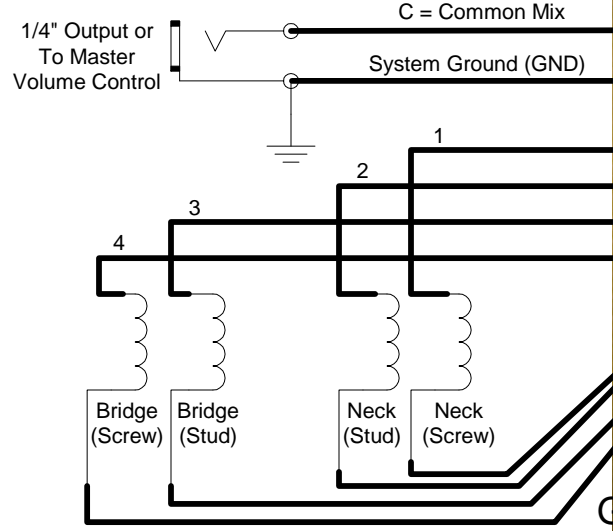 C = Common Mix
1/4" Output or
To Master
Volume Control
System Ground (GND)
1
2
3
4
Bridge
(Screw)
Bridge
(Stud)
Neck
(Stud)
Neck
(Screw)